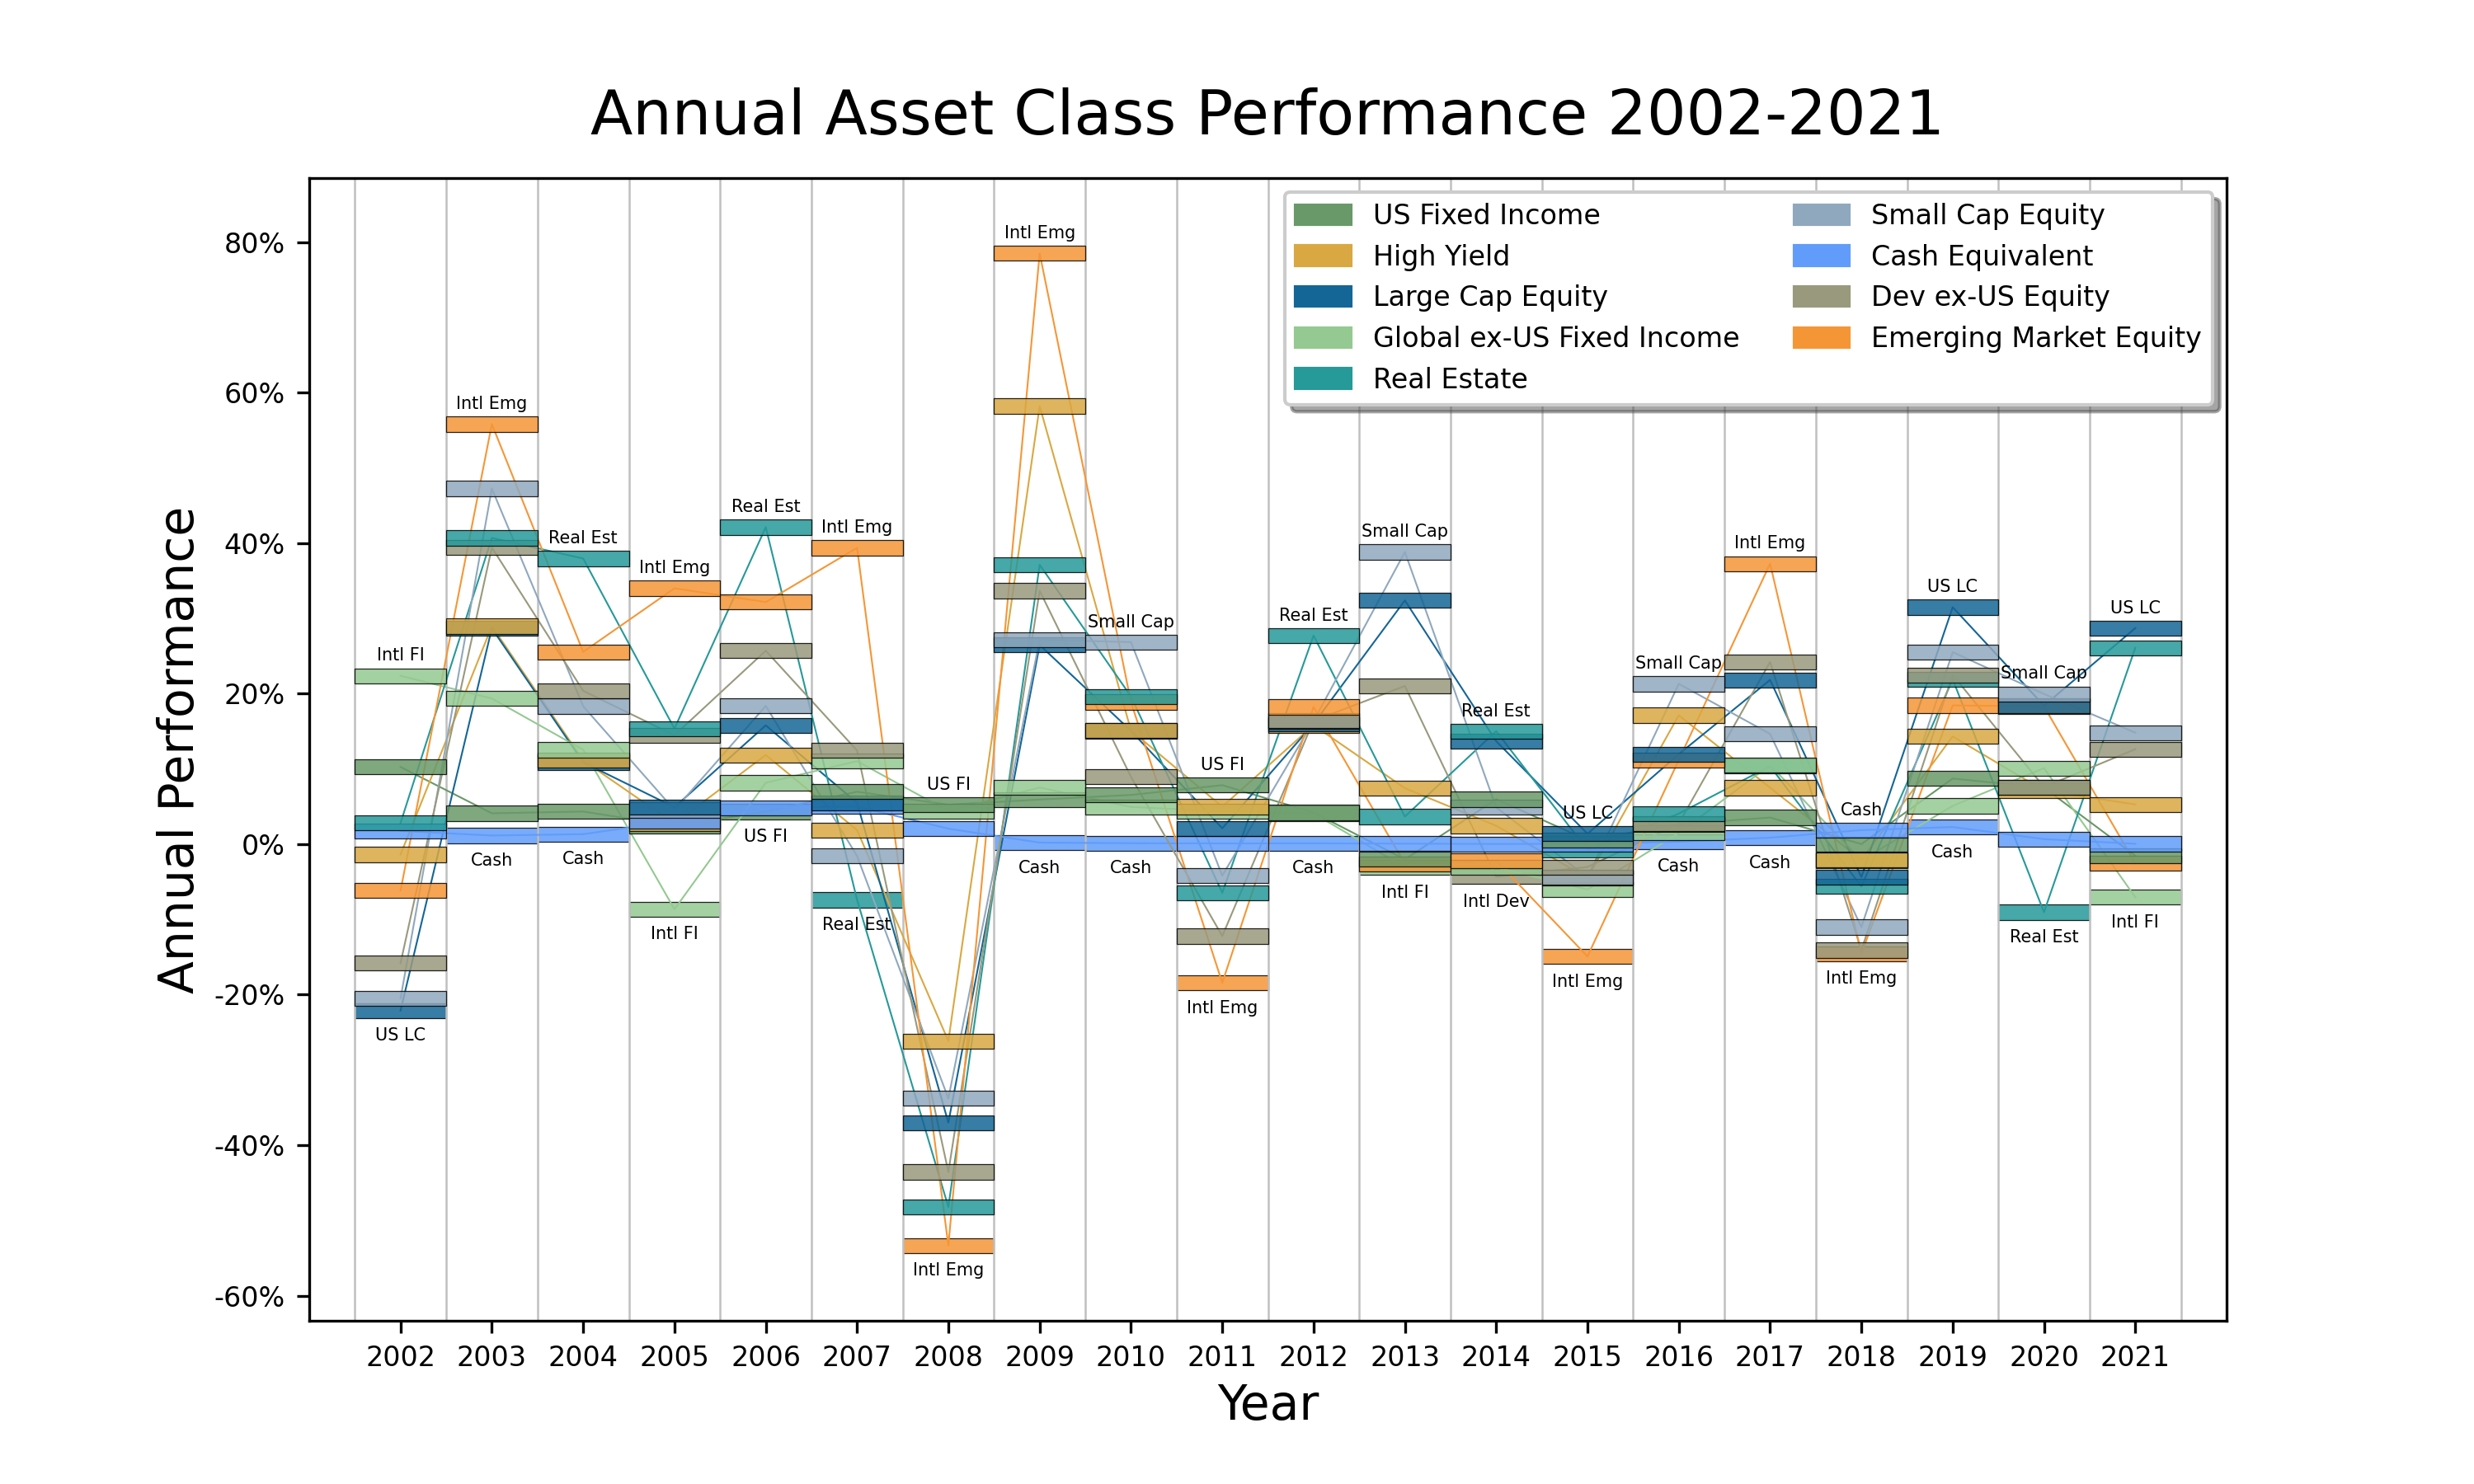 Annual Asset Class Performance 2002-2021
US Fixed Income
High Yield
Large Cap Equity
Global ex-US Fixed Income
Real Estate
Small Cap Equity
Cash Equivalent
Dev ex-US Equity
Emerging Market Equity
Annual Performance
80%
60%
40%
20%
0%
-20%
-40%
-60%
Intl FI
US LC
Intl Emg
Cash
Real Est
Cash
Intl Emg
Intl FI
Real Est
US FI
Intl Emg
Real Est
US FI
Intl Emg
Intl Emg
Cash
Small Cap
Cash
US FI
Intl Emg
Real Est
Cash
Small Cap
Intl FI
Real Est
Intl Dev
US LC
Intl Emg
Small Cap
Cash
Intl Emg
Cash
Cash
Intl Emg
US LC
Cash
Small Cap
Real Est
US LC
Intl FI
2002 2003 2004 2005 2006 2007 2008 2009 2010 2011 2012 2013 2014 2015 2016 2017 2018 2019 2020 2021
Year